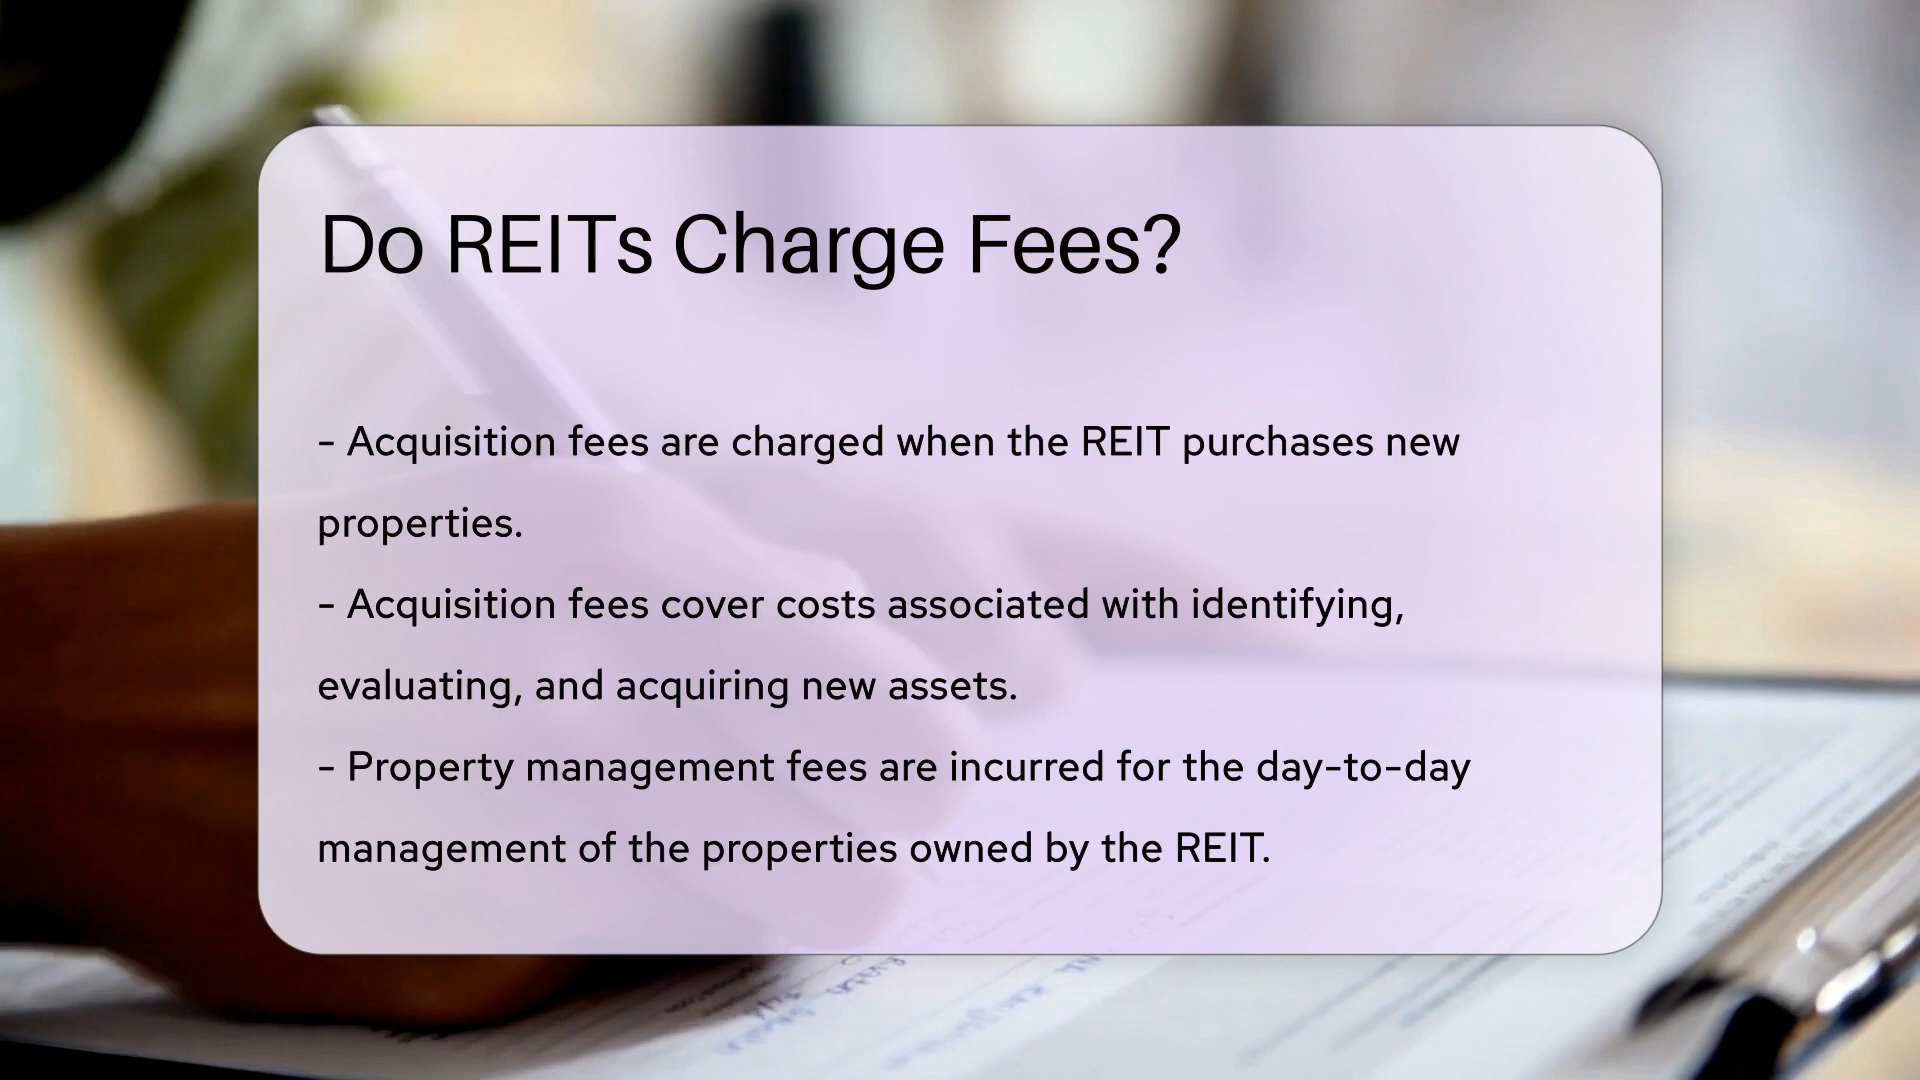 Do REITs Charge Fees?
- Acquisition fees are charged when the REIT purchases new
properties.
- Acquisition fees cover costs associated with identifying,
evaluating, and acquiring new assets.
- Property management fees are incurred for the day-to-day
management of the properties owned by the REIT.